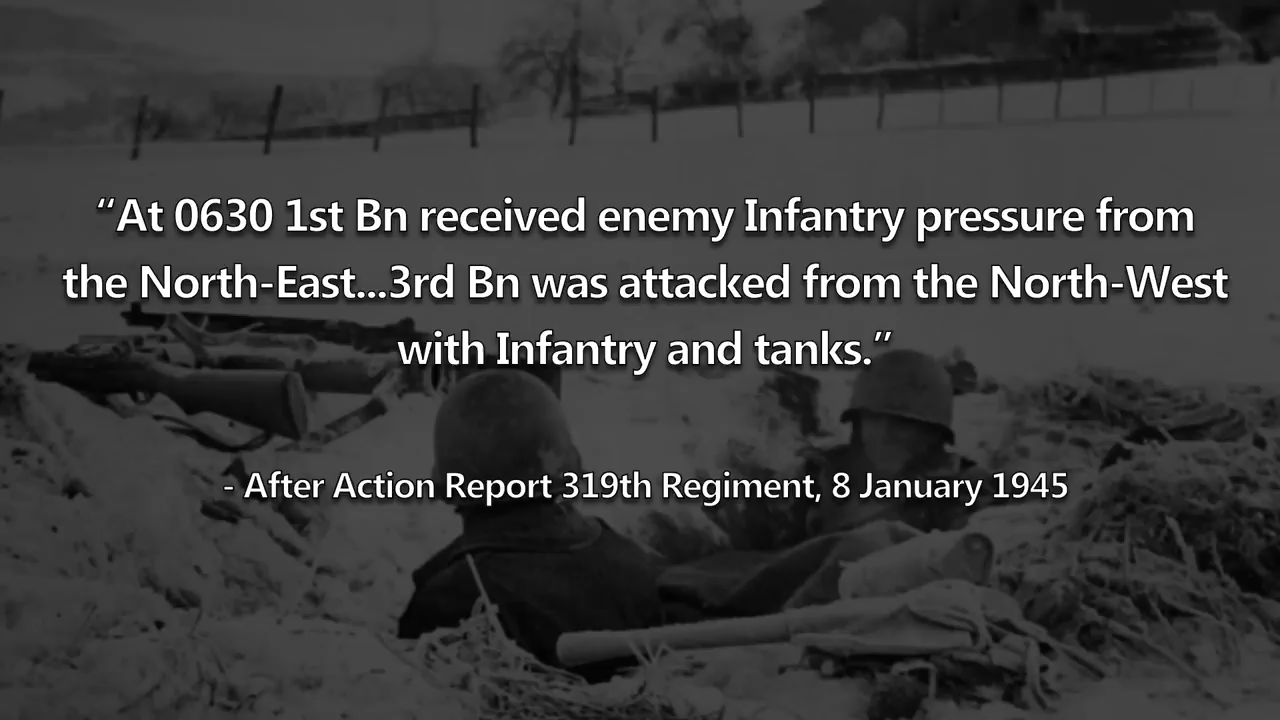 “At 0630 1st Bn received enemy Infantry pressure from
the North-East...3rd Bn was attacked from the North-West
with Infantry and tanks.”
- After Action Report 319th Regiment, 8 January 1945